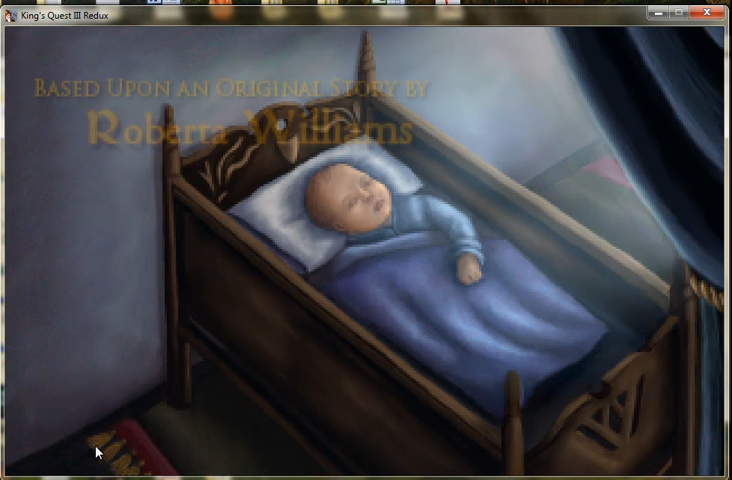 King's Quest III Redux
Based Upon an Original Story by
Roberta Williams